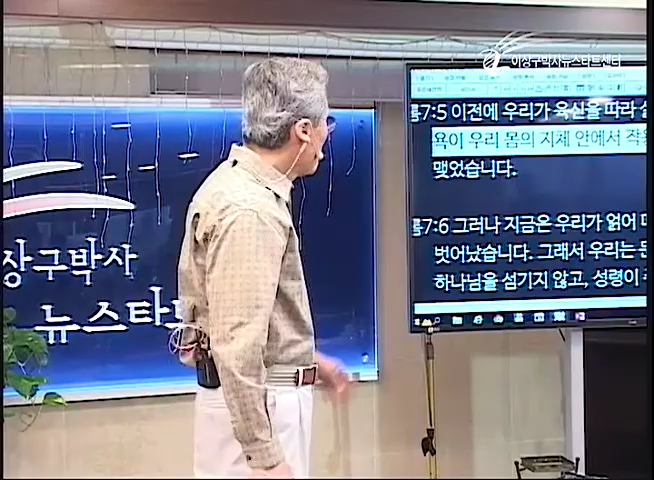 이상구박사뉴스타트센터
롬7:5 이전에 우리가 육신을 따라
욕이 우리 몸의 지체 안에서 작
맺었습니다.
롬7:6 그러나 지금은 우리가 얽어
벗어났습니다. 그래서 우리는
하나님을 섬기지 않고, 성령이
상구박사
뉴스타트